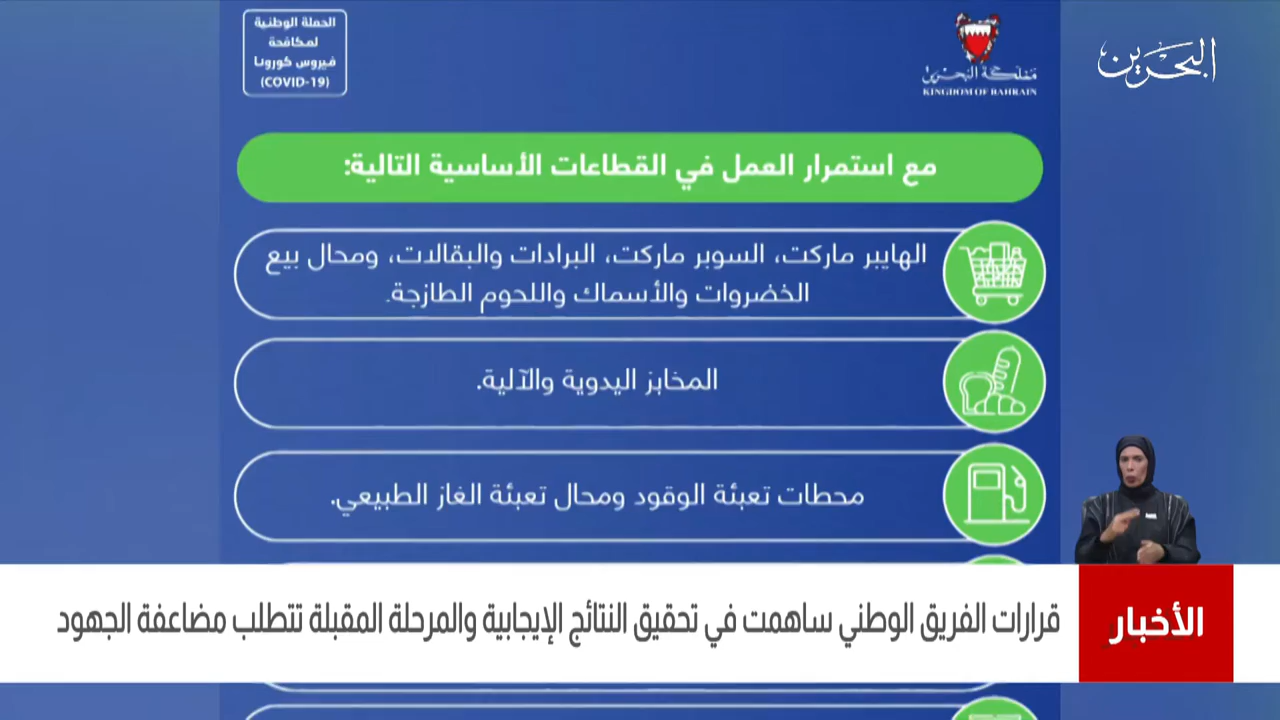 الحملة الوطنية
لمكافحة
فيروس كورونا
(COVID-19)
مملكة البحرين
KINGDOM OF BAHRAIN
البحرين
مع استمرار العمل في القطاعات الأساسية التالية:
الهايبر ماركت، السوبر ماركت، البرادات والبقالات، ومحال بيع
الخضروات والأسماك واللحوم الطازجة.
المخابز اليدوية والآلية.
محطات تعبئة الوقود ومحال تعبئة الغاز الطبيعي.
الأخبار
قرارات الفريق الوطني ساهمت في تحقيق النتائج الإيجابية والمرحلة المقبلة تتطلب مضاعفة الجهود